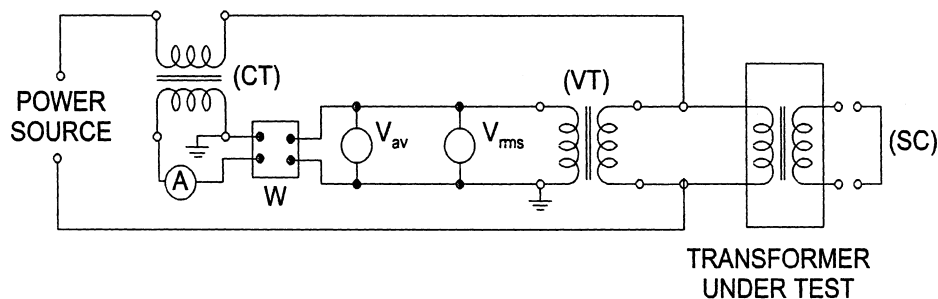 POWER
SOURCE
(CT)
A
W
Vav
Vrms
(VT)
(SC)
TRANSFORMER
UNDER TEST